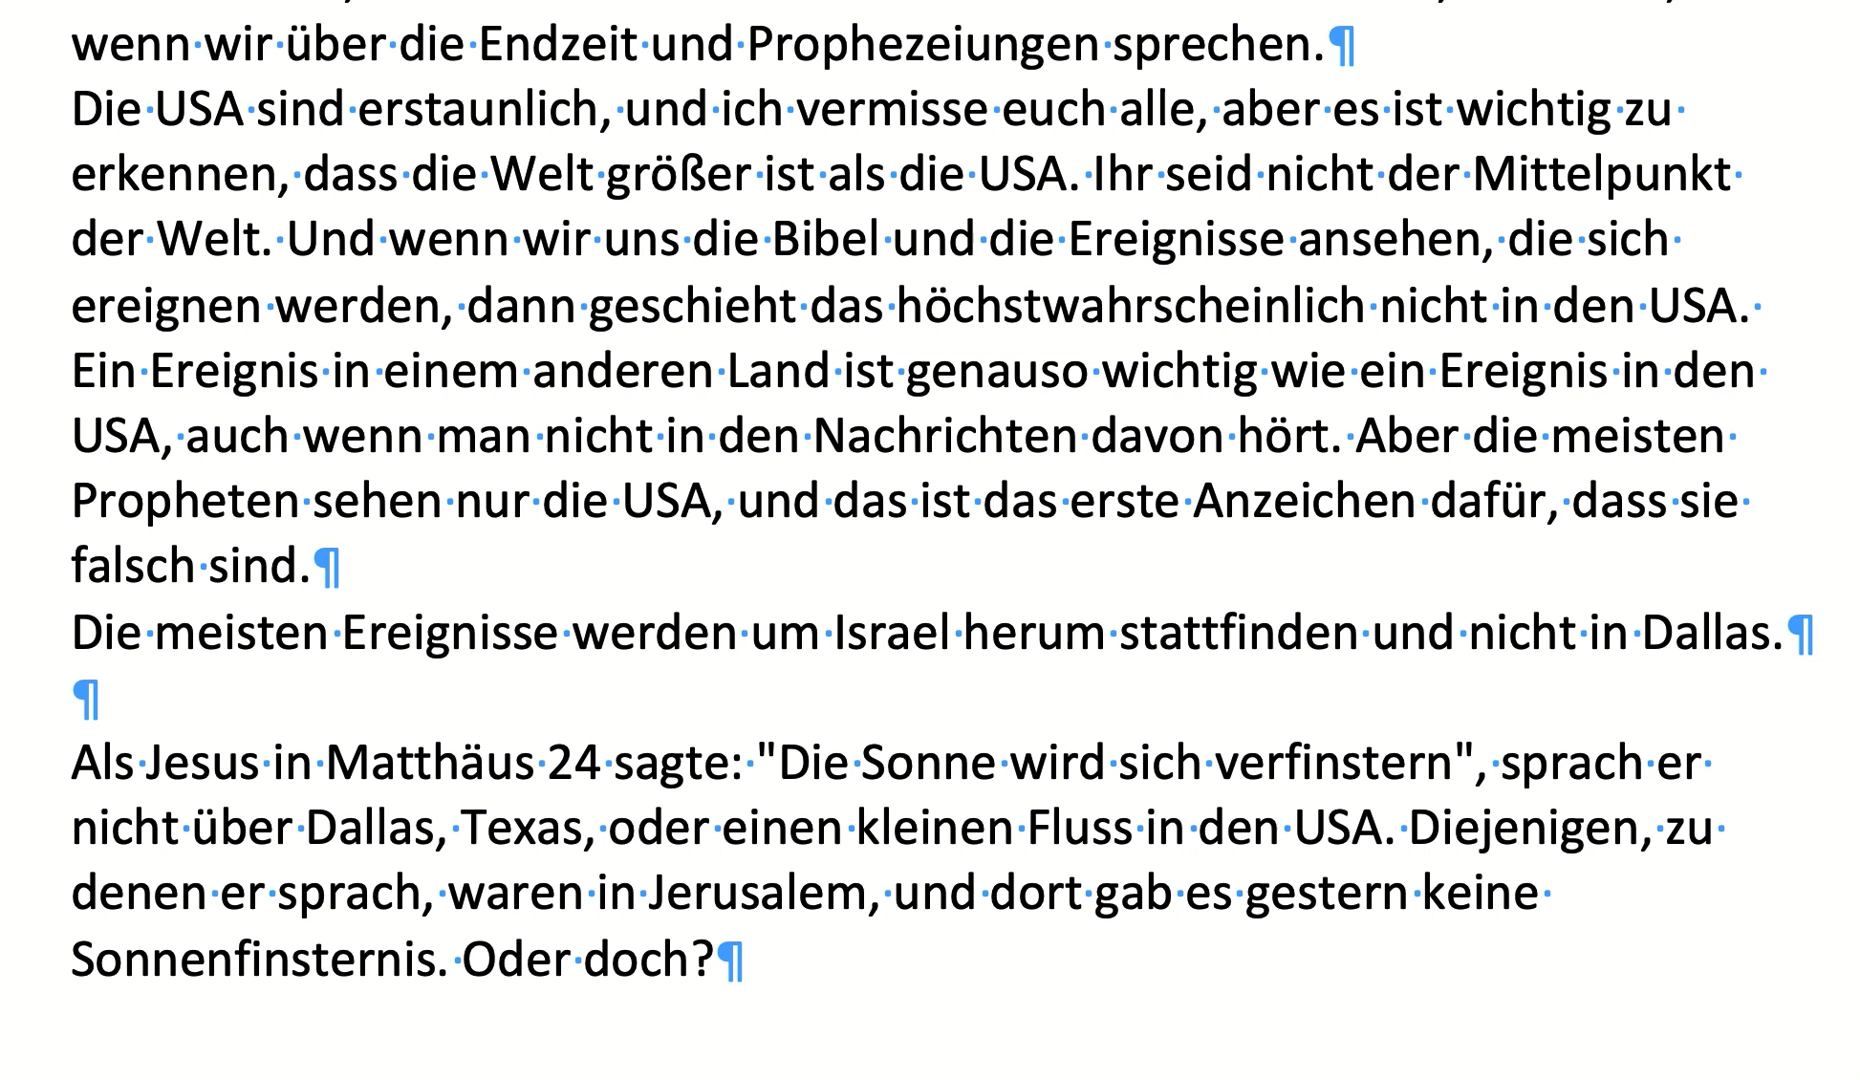 wenn wir über die Endzeit und Prophezeiungen sprechen.¶
Die USA sind erstaunlich, und ich vermisse euch alle, aber es ist wichtig zu
erkennen, dass die Welt größer ist als die USA. Ihr seid nicht der Mittelpunkt
der Welt. Und wenn wir uns die Bibel und die Ereignisse ansehen, die sich
ereignen werden, dann geschieht das höchstwahrscheinlich nicht in den USA.
Ein Ereignis in einem anderen Land ist genauso wichtig wie ein Ereignis in den
USA, auch wenn man nicht in den Nachrichten davon hört. Aber die meisten
Propheten sehen nur die USA, und das ist das erste Anzeichen dafür, dass sie
falsch sind.¶
Die meisten Ereignisse werden um Israel herum stattfinden und nicht in Dallas.¶
¶
Als Jesus in Matthäus 24 sagte: "Die Sonne wird sich verfinstern", sprach er
nicht über Dallas, Texas, oder einen kleinen Fluss in den USA. Diejenigen, zu
denen er sprach, waren in Jerusalem, und dort gab es gestern keine
Sonnenfinsternis. Oder doch?¶